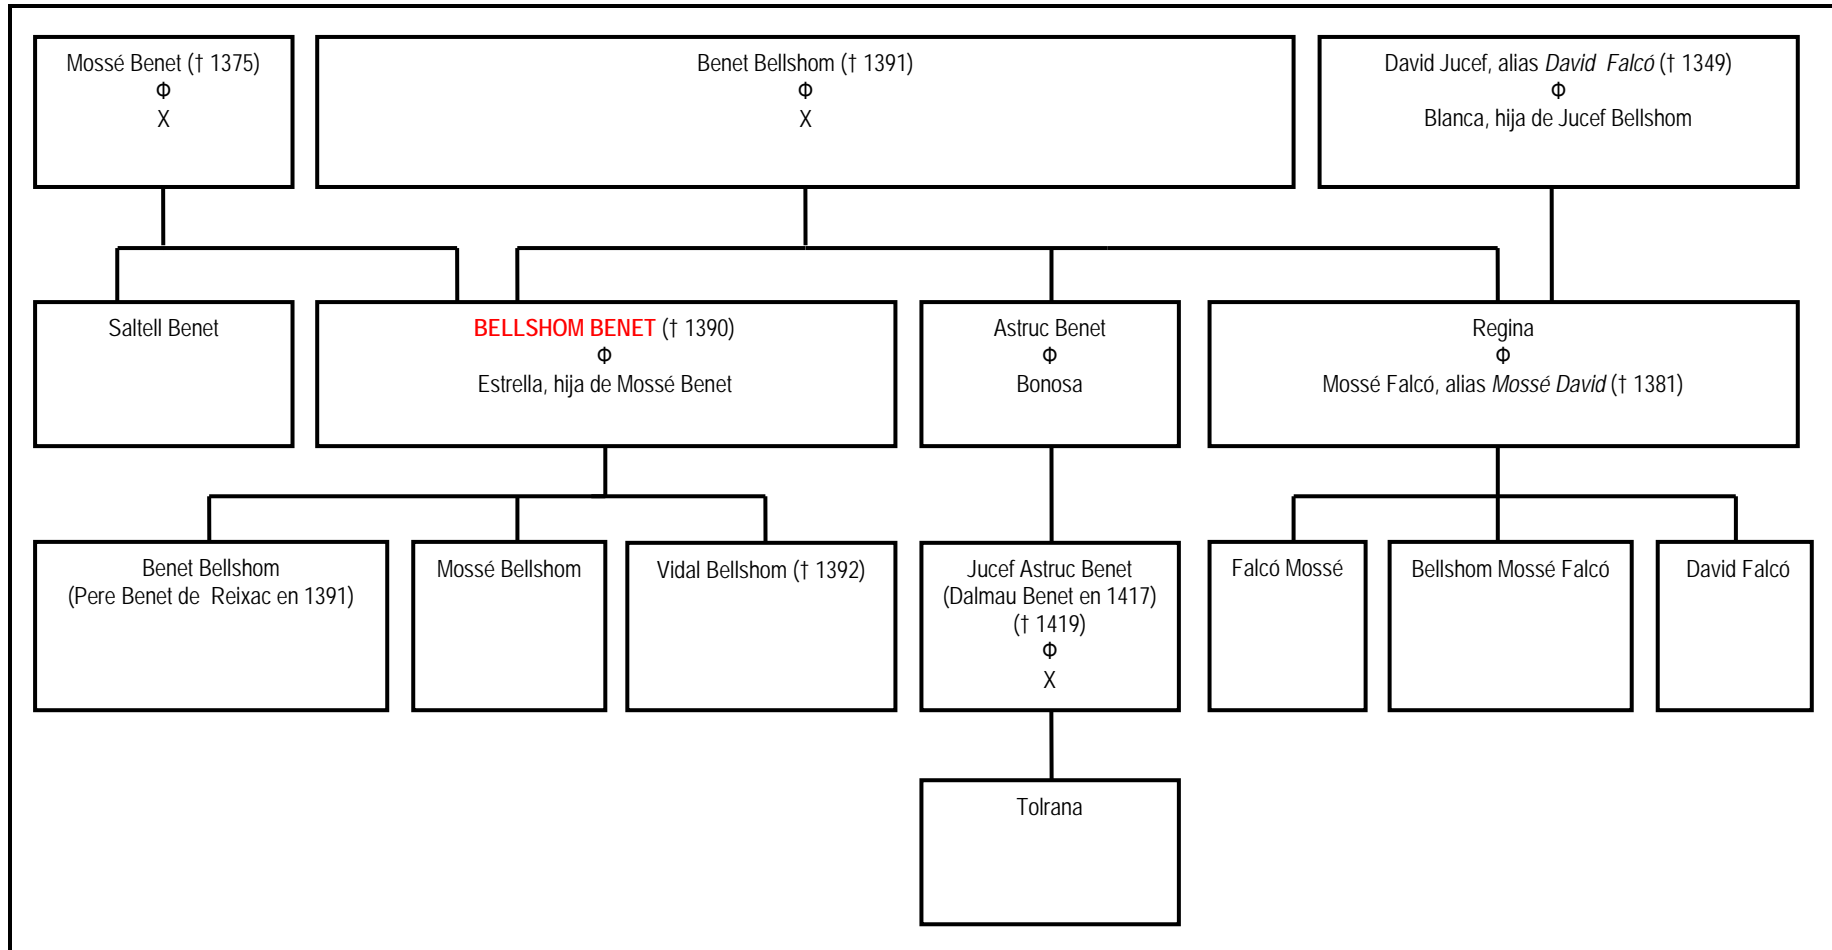 Mossé Benet († 1375)
Φ
X
Benet Bellshom († 1391)
Φ
X
David Jucef, alias David Falcó († 1349)
Φ
Blanca, hija de Jucef Bellshom
Saltell Benet
BELLSHOM BENET († 1390)
Φ
Estrella, hija de Mossé Benet
Astruc Benet
Φ
Bonosa
Regina
Φ
Mossé Falcó, alias Mossé David († 1381)
Benet Bellshom
(Pere Benet de Reixac en 1391)
Mossé Bellshom
Vidal Bellshom († 1392)
Jucef Astruc Benet
(Dalmau Benet en 1417)
(† 1419)
Φ
X
Falcó Mossé
Bellshom Mossé Falcó
David Falcó
Tolrana